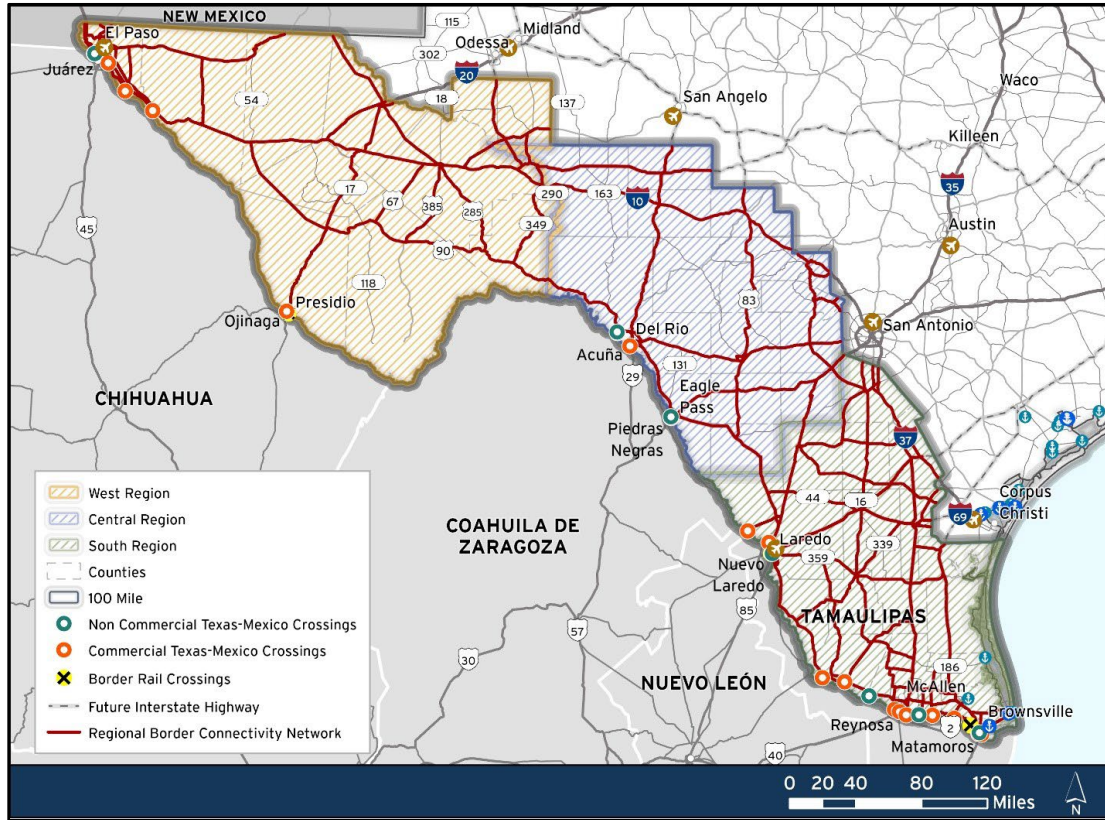 NEW MEXICO
115
Midland
El Paso
Odessa
302
Juárez
20
Waco
54
18
137
San Angelo
Killeen
35
17
290
163
10
67
385
285
45
349
Austin
90
118
83
Presidio
Ojinaga
Del Rio
San Antonio
Acuña
131
29
CHIHUAHUA
Eagle
Pass
Piedras
Negras
37
West Region
Central Region
South Region
Counties
100 Mile
Non Commercial Texas-Mexico Crossings
Commercial Texas-Mexico Crossings
Border Rail Crossings
Future Interstate Highway
Regional Border Connectivity Network
44
16
Corpus
Christi
69
COAHUILA DE
ZARAGOZA
Laredo
339
Nuevo
Laredo
359
85
TAMAULIPAS
57
30
186
NUEVO LEÓN
McAllen
Brownsville
Reynosa
2
Matamoros
40
0 20 40 80 120
Miles
N